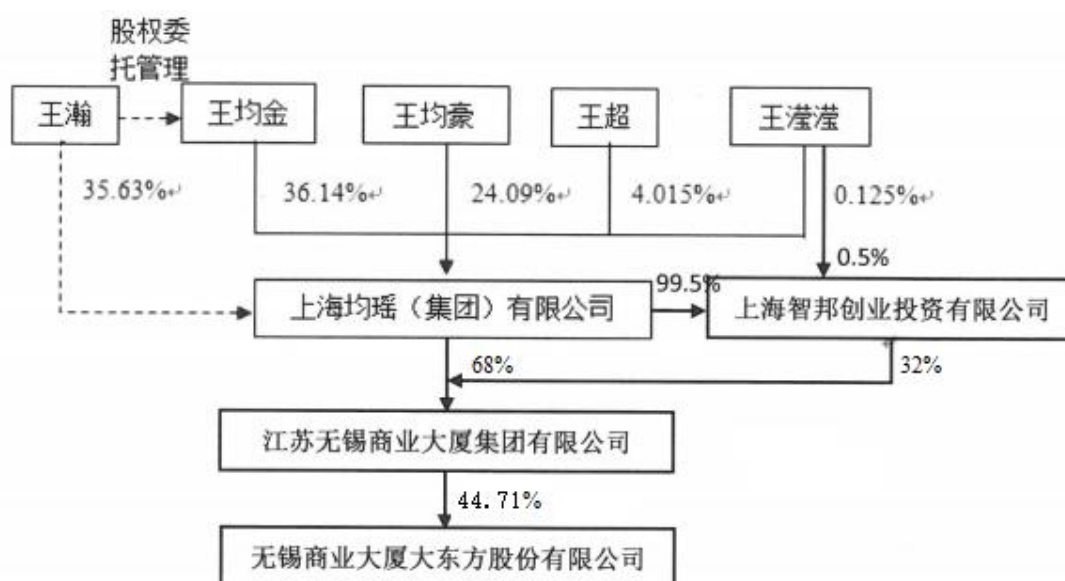 股权委
托管理
王瀚
王均金
王均豪
王超
王滢滢
35.63%↵
36.14%↵
24.09%↵
4.015%↵
0.125%↵
0.5%
99.5%
上海均瑶（集团）有限公司
上海智邦创业投资有限公司
68%
32%
江苏无锡商业大厦集团有限公司
44.71%
无锡商业大厦大东方股份有限公司